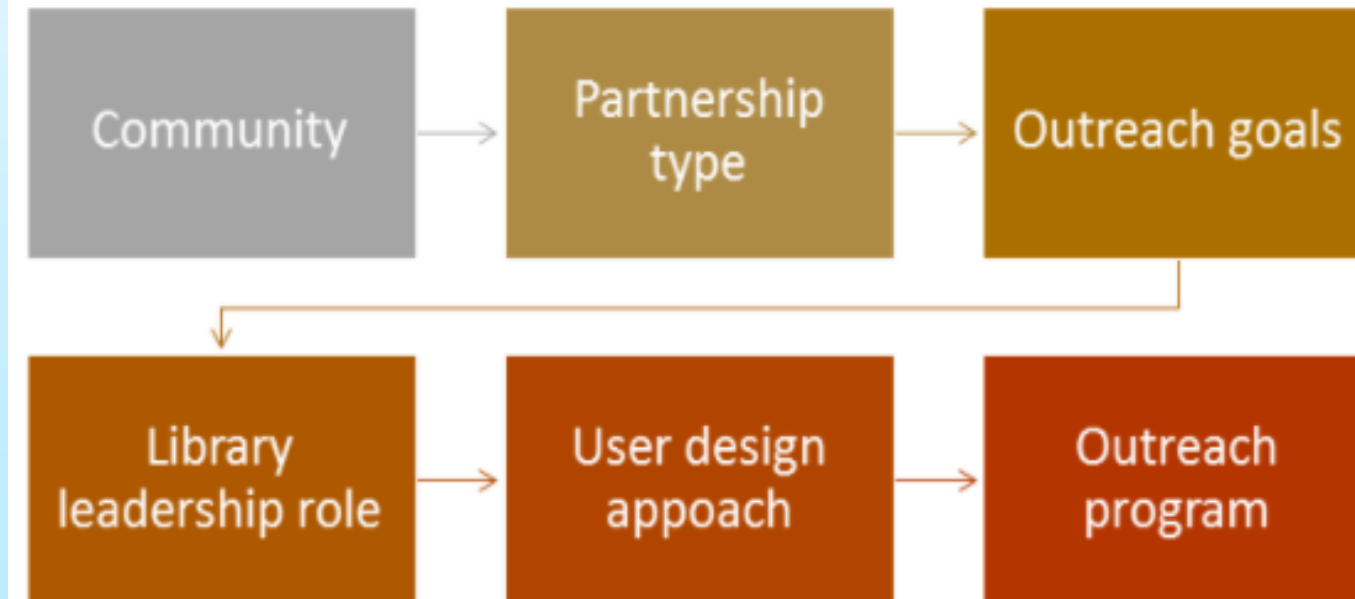 Community
Partnership
type
Outreach goals
Library
leadership role
User design
appoach
Outreach
program